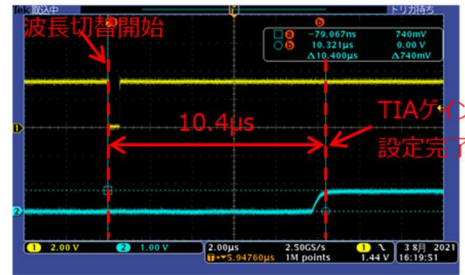 Tek 取込中
トリガ待ち
波長切替開始
a
b
a -79.067ns 740mV
b 10.321µs 0.00 V
Δ10.400µs Δ740mV
1
10.4µs
TIAゲイン
設定完了
2
1 2.00 V 2 1.00 V 2.00µs 2.50GS/s 1 1.44 V
5.94760µs 1M points
3 8月 2021
16:19:51